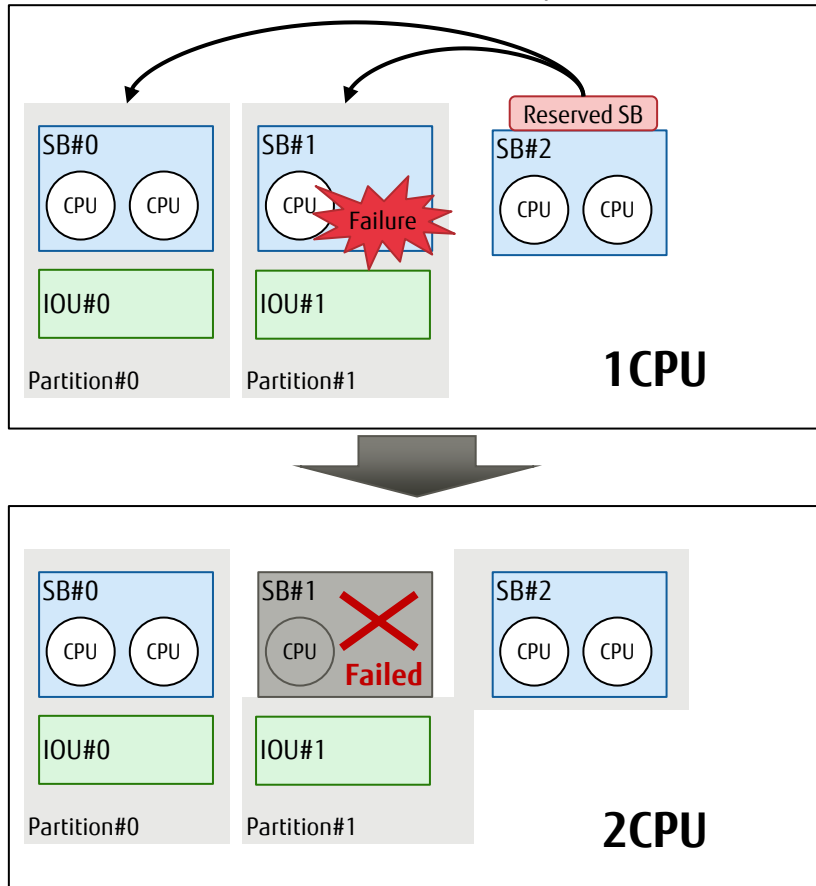 Reserved SB
SB#0
SB#1
SB#2
CPU
CPU
CPU
Failure
CPU
CPU
IOU#0
IOU#1
Partition#0
Partition#1
1CPU
SB#0
SB#1
SB#2
CPU
CPU
CPU
Failed
CPU
CPU
IOU#0
IOU#1
Partition#0
Partition#1
2CPU